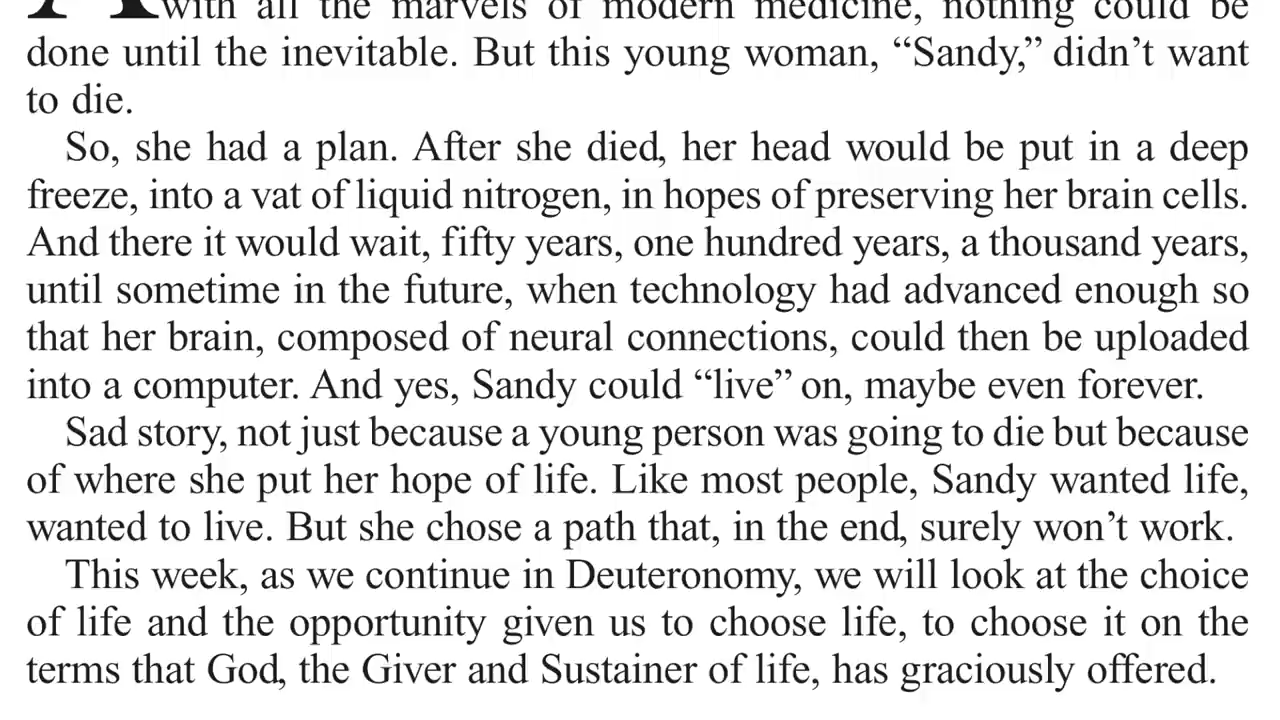 with all the marvels of modern medicine, nothing could be
done until the inevitable. But this young woman, “Sandy,” didn’t want
to die.
So, she had a plan. After she died, her head would be put in a deep
freeze, into a vat of liquid nitrogen, in hopes of preserving her brain cells.
And there it would wait, fifty years, one hundred years, a thousand years,
until sometime in the future, when technology had advanced enough so
that her brain, composed of neural connections, could then be uploaded
into a computer. And yes, Sandy could “live” on, maybe even forever.
Sad story, not just because a young person was going to die but because
of where she put her hope of life. Like most people, Sandy wanted life,
wanted to live. But she chose a path that, in the end, surely won’t work.
This week, as we continue in Deuteronomy, we will look at the choice
of life and the opportunity given us to choose life, to choose it on the
terms that God, the Giver and Sustainer of life, has graciously offered.